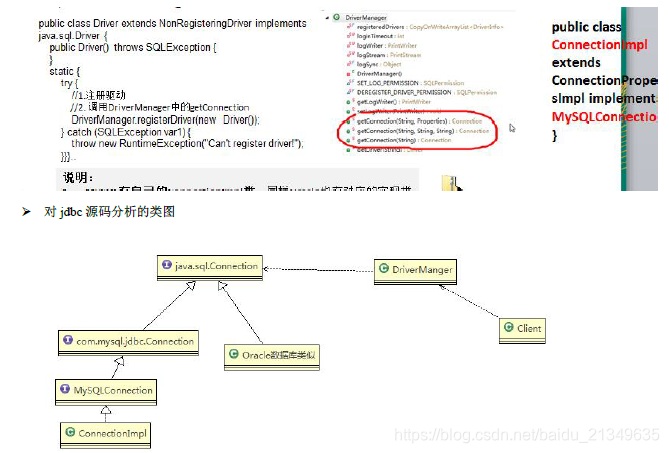 public class Driver extends NonRegisteringDriver implements
java.sql.Driver {
public Driver() throws SQLException {
}
static {
try {
//1.注册驱动
//2. 调用DriverManager中的getConnection
DriverManager.registerDriver(new Driver());
} catch (SQLException var1) {
throw new RuntimeException("Can't register driver!");
}}}...
说明:
DriverManager
registeredDrivers : CopyOnWriteArrayList<DriverInfo>
loginTimeout : int
logWriter : PrintWriter
logStream : PrintStream
logSync : Object
DriverManager()
SET_LOG_PERMISSION : SQLPermission
DEREGISTER_DRIVER_PERMISSION : SQLPermission
getLogWriter() : PrintWriter
getConnection(String, Properties) : Connection
getConnection(String, String, String) : Connection
getConnection(String) : Connection
getDriver(String) : Driver
public class
ConnectionImpl
extends
ConnectionPrope
sImpl implement
MySQLConnectio
}
➢ 对 jdbc 源码分析的类图
I java.sql.Connection
C DriverManger
C Client
I com.mysql.jdbc.Connection
C Oracle数据库类似
I MySQLConnection
C ConnectionImpl
https://blog.csdn.net/baidu_21349635